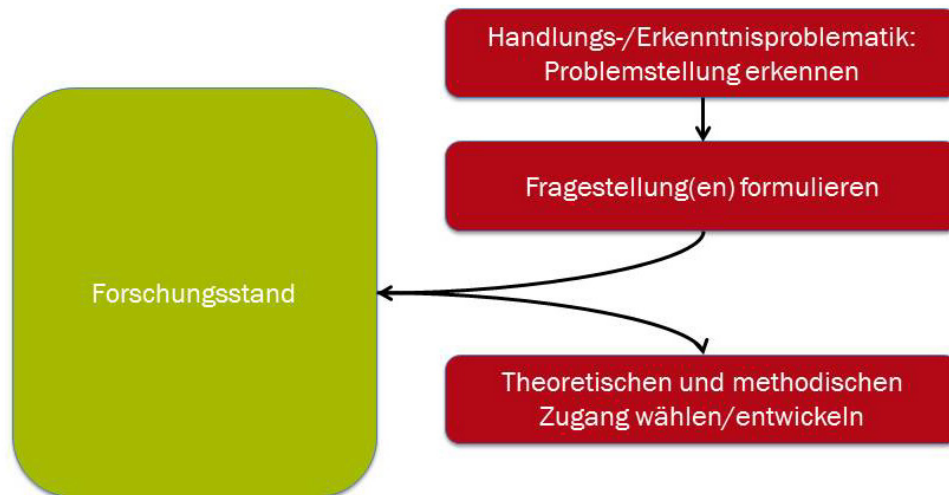 Handlungs-/Erkenntnisproblematik:
Problemstellung erkennen
Fragestellung(en) formulieren
Forschungsstand
Theoretischen und methodischen
Zugang wählen/entwickeln